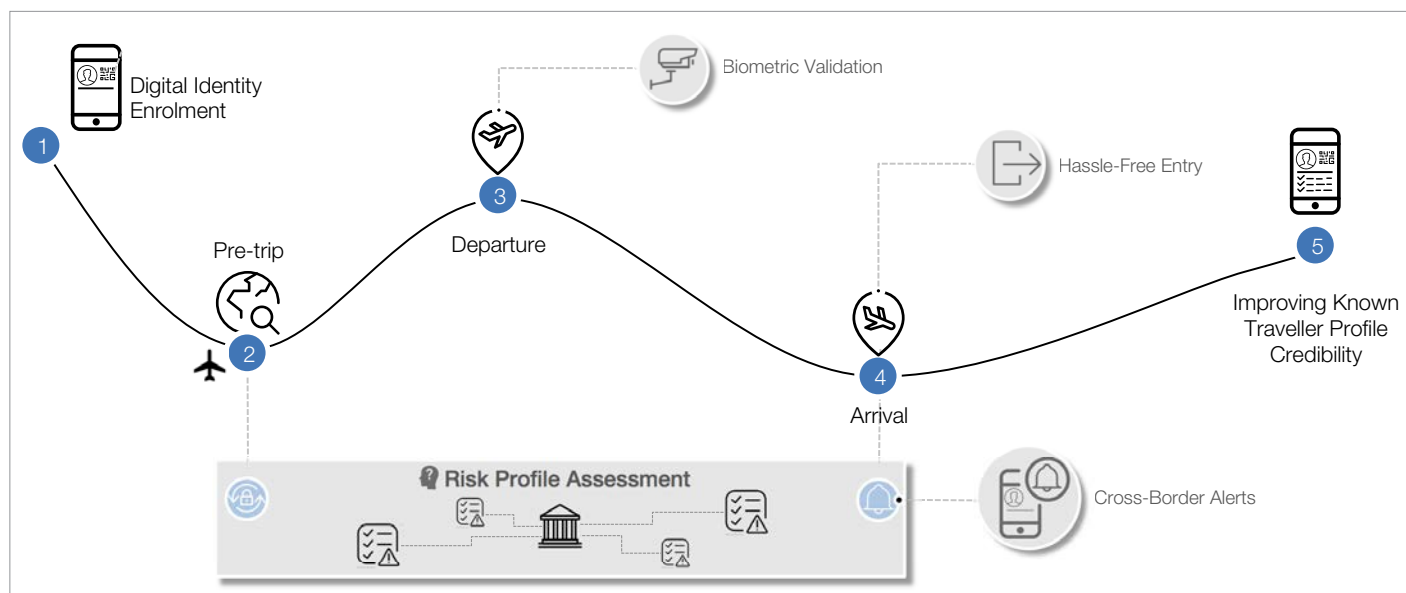 1
Digital Identity
Enrolment
Pre-trip
2
3
Departure
Biometric Validation
4
Arrival
Hassle-Free Entry
5
Improving Known
Traveller Profile
Credibility
Risk Profile Assessment
Cross-Border Alerts